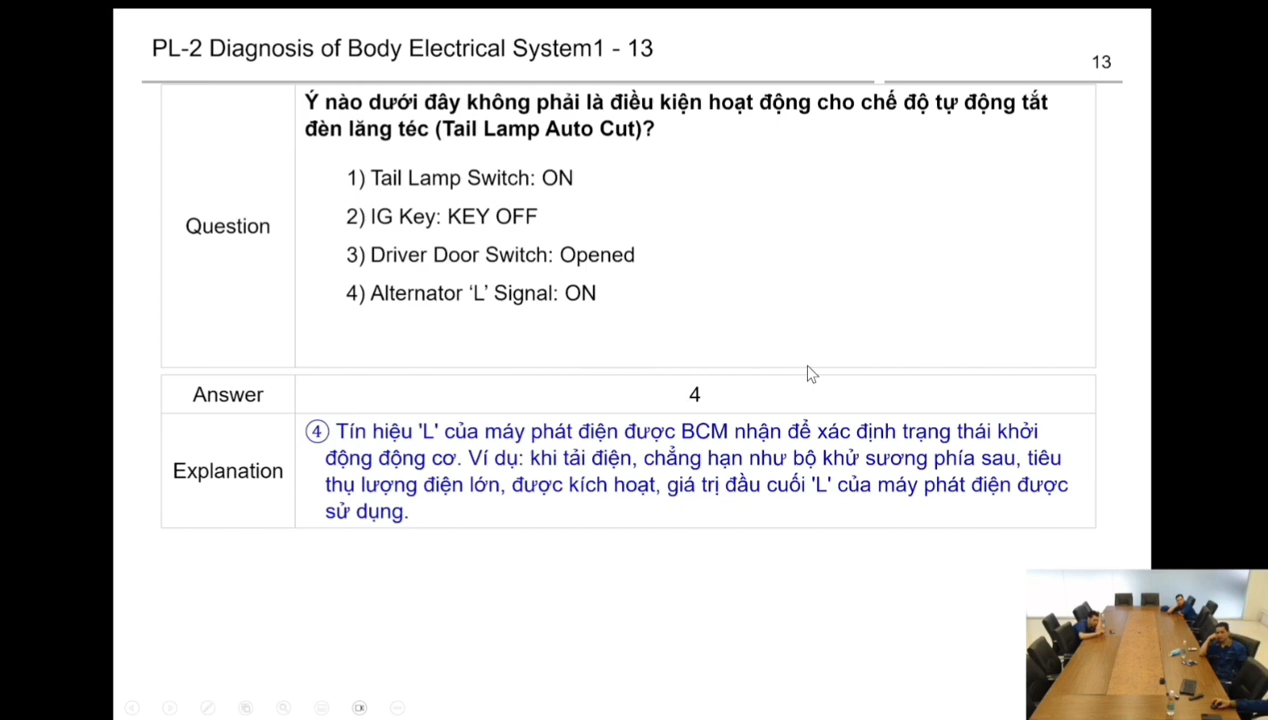 PL-2 Diagnosis of Body Electrical System1 - 13
13
Question
Ý nào dưới đây không phải là điều kiện hoạt động cho chế độ tự động tắt
đèn lăng téc (Tail Lamp Auto Cut)?
1) Tail Lamp Switch: ON
2) IG Key: KEY OFF
3) Driver Door Switch: Opened
4) Alternator ‘L’ Signal: ON
Answer
4
Explanation
④ Tín hiệu 'L' của máy phát điện được BCM nhận để xác định trạng thái khởi
động động cơ. Ví dụ: khi tải điện, chẳng hạn như bộ khử sương phía sau, tiêu
thụ lượng điện lớn, được kích hoạt, giá trị đầu cuối 'L' của máy phát điện được
sử dụng.